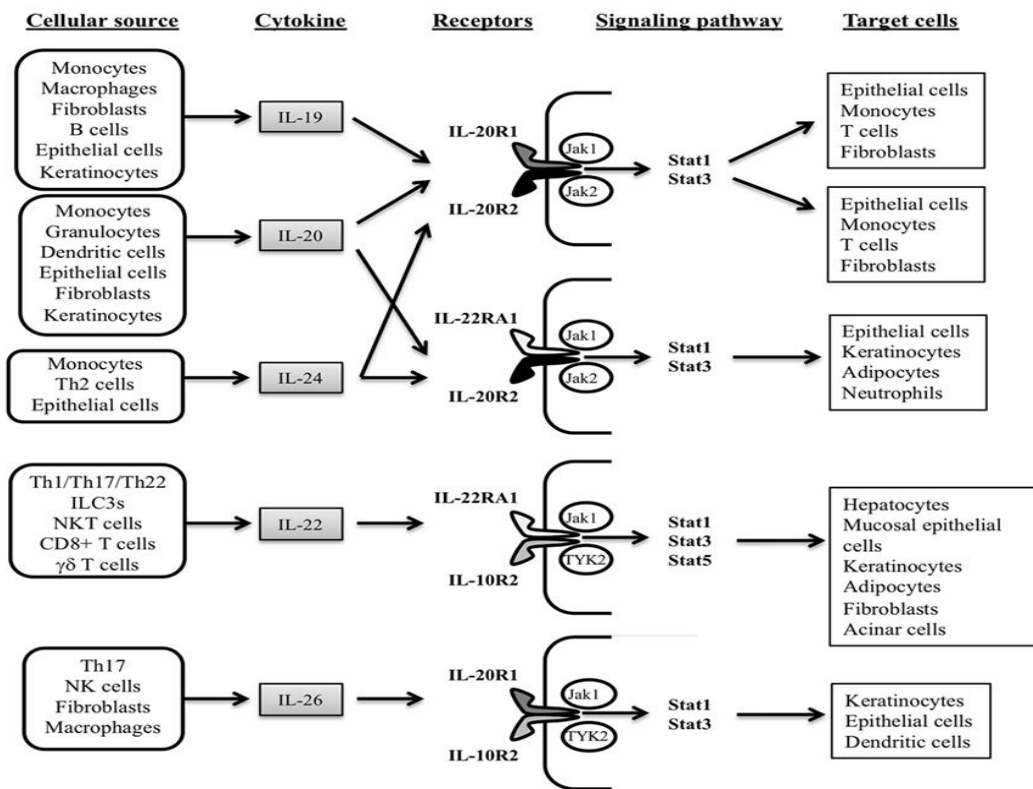 Cellular source
Cytokine
Receptors
Signaling pathway
Target cells
Monocytes
Macrophages
Fibroblasts
B cells
Epithelial cells
Keratinocytes
IL-19
IL-20R1
IL-20R2
Jak1
Jak2
Stat1
Stat3
Epithelial cells
Monocytes
T cells
Fibroblasts
Epithelial cells
Monocytes
T cells
Fibroblasts
Monocytes
Granulocytes
Dendritic cells
Epithelial cells
Fibroblasts
Keratinocytes
IL-20
Monocytes
Th2 cells
Epithelial cells
IL-24
IL-22RA1
IL-20R2
Jak1
Jak2
Stat1
Stat3
Epithelial cells
Keratinocytes
Adipocytes
Neutrophils
Th1/Th17/Th22
ILC3s
NKT cells
CD8+ T cells
γδ T cells
IL-22
IL-22RA1
IL-10R2
Jak1
TYK2
Stat1
Stat3
Stat5
Hepatocytes
Mucosal epithelial
cells
Keratinocytes
Adipocytes
Fibroblasts
Acinar cells
Th17
NK cells
Fibroblasts
Macrophages
IL-26
IL-20R1
IL-10R2
Jak1
TYK2
Stat1
Stat3
Keratinocytes
Epithelial cells
Dendritic cells